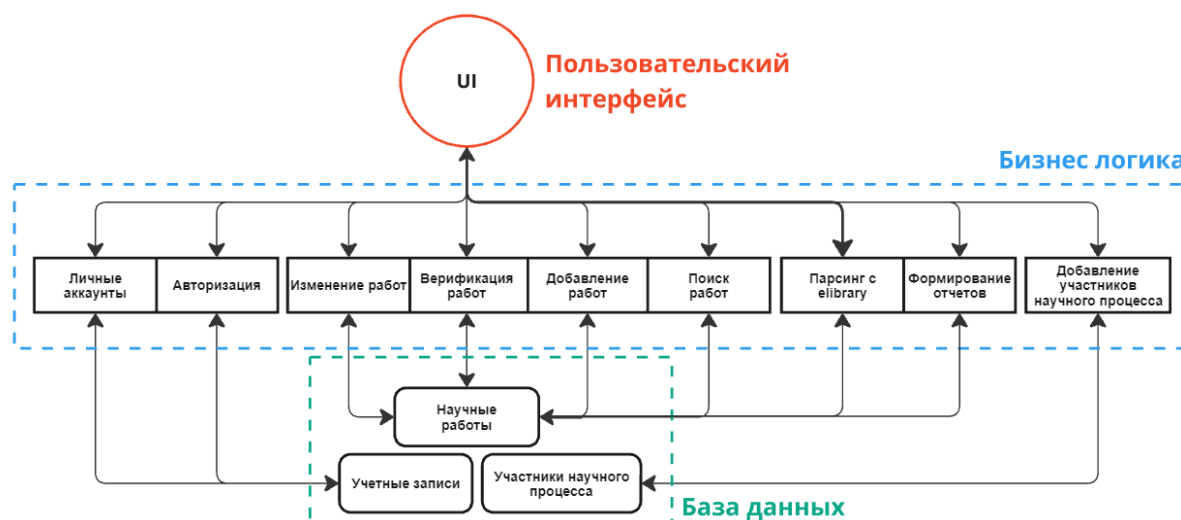 UI
Пользовательский
интерфейс
Бизнес логика
Личные
аккаунты
Авторизация
Изменение работ
Верификация
работ
Добавление
работ
Поиск
работ
Парсинг с
elibrary
Формирование
отчетов
Добавление
участников
научного процесса
Научные
работы
Учетные записи
Участники научного
процесса
База данных